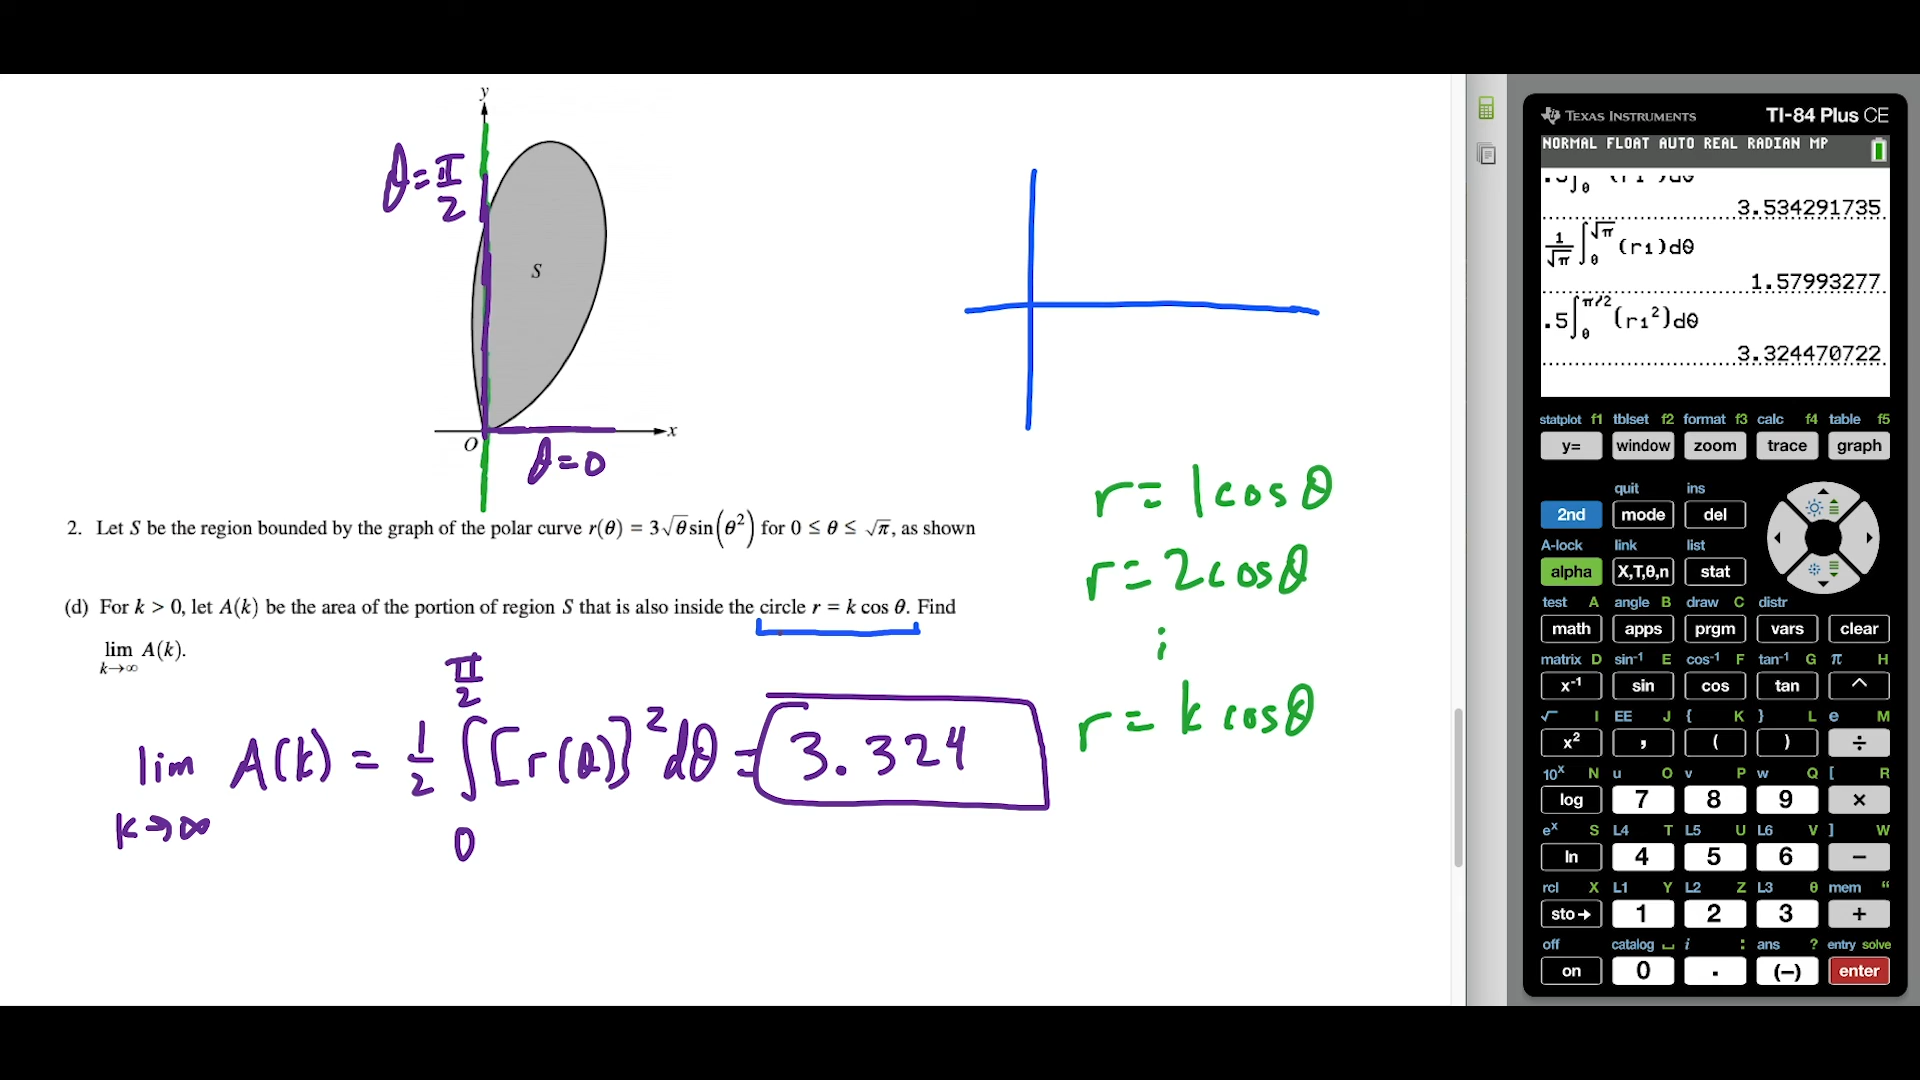 y
θ = π/2
S
O
x
θ = 0
2. Let S be the region bounded by the graph of the polar curve r(θ) = 3√θ sin(θ²) for 0 ≤ θ ≤ √π, as shown
(d) For k > 0, let A(k) be the area of the portion of region S that is also inside the circle r = k cos θ. Find
lim A(k).
k→∞
lim A(k) = 1/2 ∫₀^(π/2) [r(θ)]² dθ = 3.324
k→∞
r = 1 cos θ
r = 2 cos θ
r = k cos θ
TEXAS INSTRUMENTS TI-84 Plus CE
NORMAL FLOAT AUTO REAL RADIAN MP
3.534291735
1/√π ∫₀^√π (r1)dθ
1.57993277
.5∫₀^π/2 (r1²)dθ
3.324470722
statplot f1 tblset f2 format f3 calc f4 table f5
y= window zoom trace graph
quit ins
2nd mode del
A-lock link list
alpha X,T,θ,n stat
test A angle B draw C distr
math apps prgm vars clear
matrix D sin⁻¹ E cos⁻¹ F tan⁻¹ G π H
x⁻¹ sin cos tan ^
√ I EE J { K } L e M
x² , ( ) ÷
10ˣ N u O v P w Q [ R
log 7 8 9 ×
eˣ S L4 T L5 U L6 V ] W
ln 4 5 6 −
rcl X L1 Y L2 Z L3 θ mem "
sto→ 1 2 3 +
off catalog ␣ i : ans ? entry solve
on 0 . (−) enter